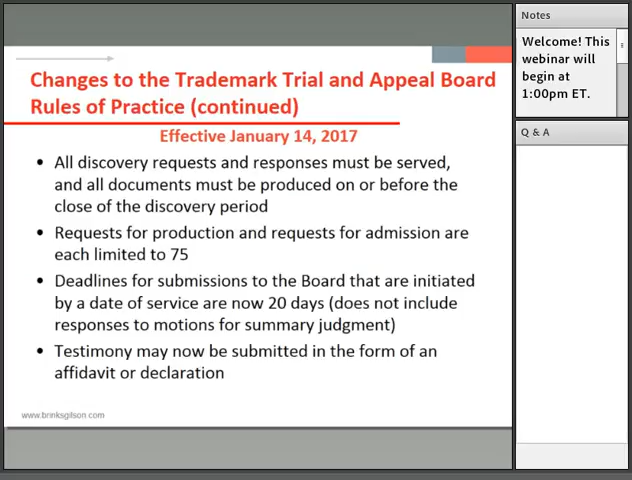 Changes to the Trademark Trial and Appeal Board
Rules of Practice (continued)
Effective January 14, 2017
• All discovery requests and responses must be served,
and all documents must be produced on or before the
close of the discovery period
• Requests for production and requests for admission are
each limited to 75
• Deadlines for submissions to the Board that are initiated
by a date of service are now 20 days (does not include
responses to motions for summary judgment)
• Testimony may now be submitted in the form of an
affidavit or declaration
www.brinksgilson.com
Notes
Welcome! This
webinar will
begin at
1:00pm ET.
Q & A